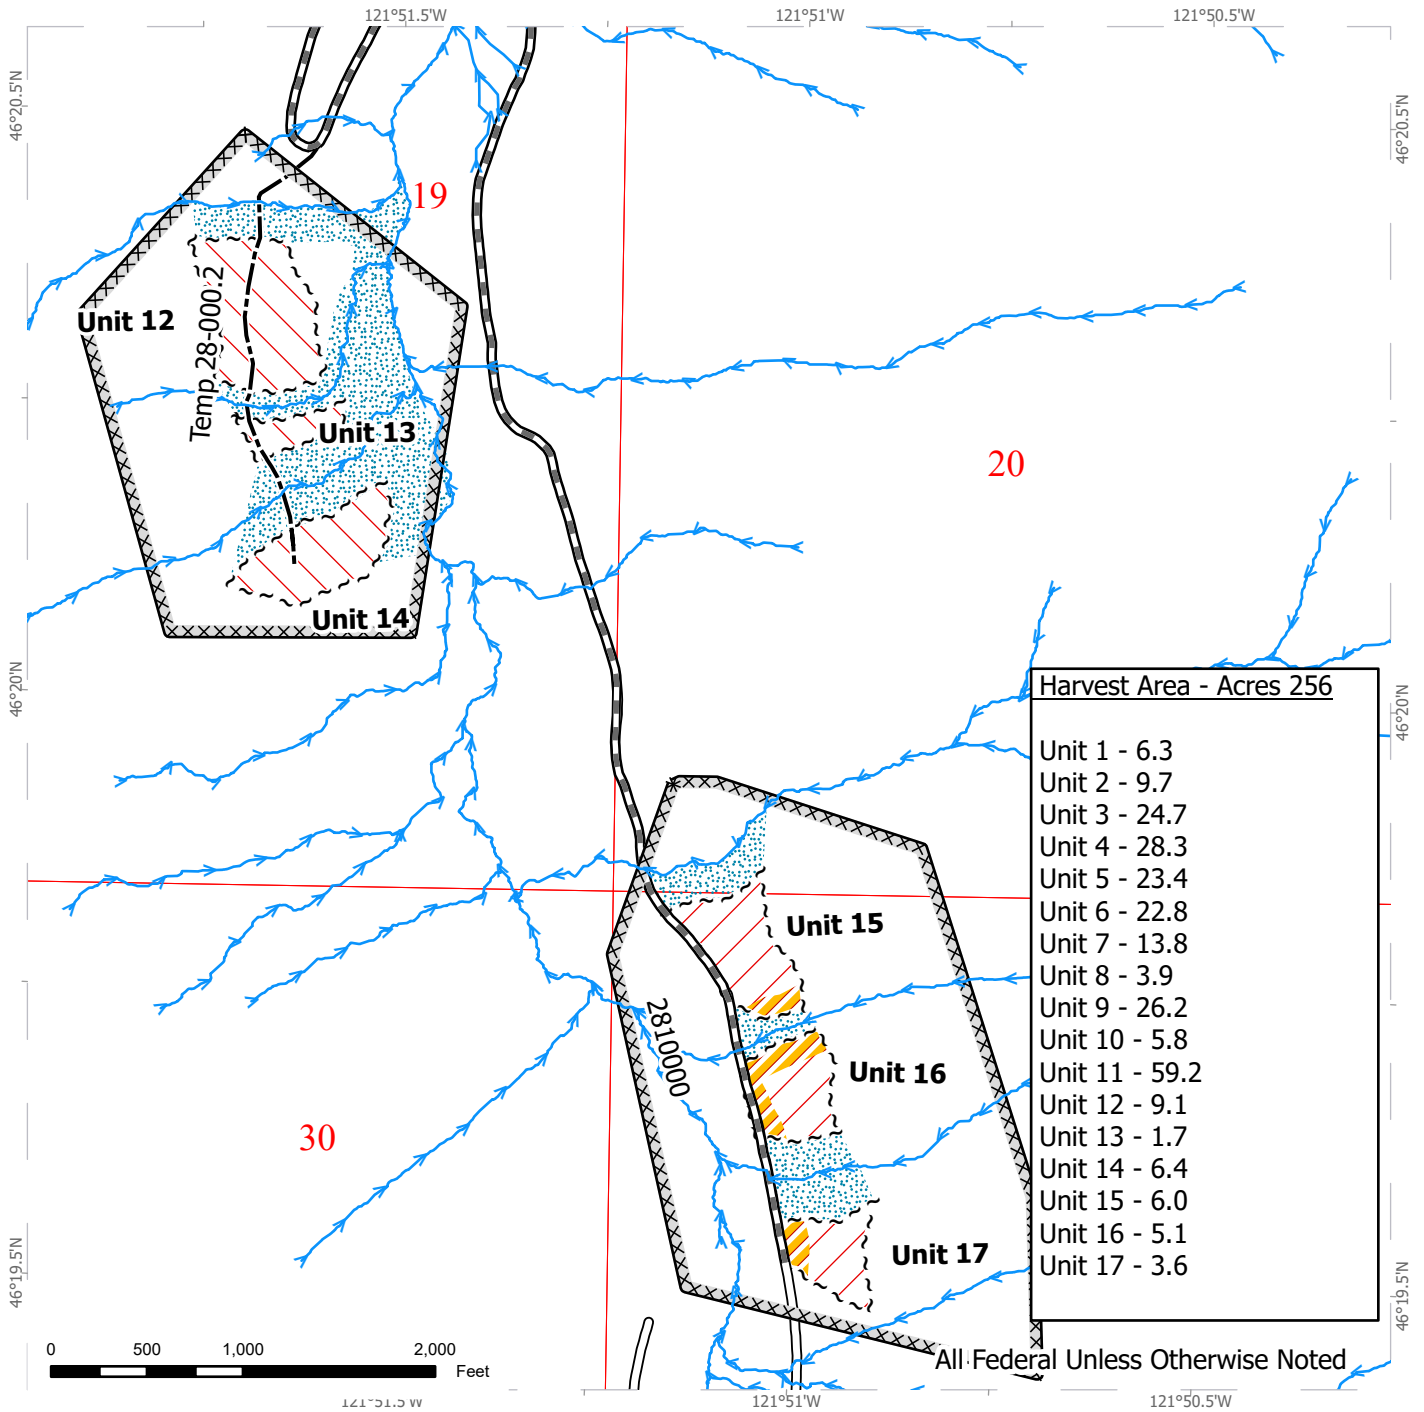 121°51.5'W
121°51'W
121°50.5'W
46°20.5'N
46°20.5'N
19
Unit 12
Temp 28-000.2
Unit 13
20
Unit 14
46°20'N
46°20'N
Harvest Area - Acres 256
Unit 1 - 6.3
Unit 2 - 9.7
Unit 3 - 24.7
Unit 4 - 28.3
Unit 5 - 23.4
Unit 6 - 22.8
Unit 7 - 13.8
Unit 8 - 3.9
Unit 9 - 26.2
Unit 10 - 5.8
Unit 11 - 59.2
Unit 12 - 9.1
Unit 13 - 1.7
Unit 14 - 6.4
Unit 15 - 6.0
Unit 16 - 5.1
Unit 17 - 3.6
Unit 15
2810000
Unit 16
30
Unit 17
46°19.5'N
46°19.5'N
0 500 1,000 2,000
Feet
All Federal Unless Otherwise Noted
121°51.5'W
121°51'W
121°50.5'W